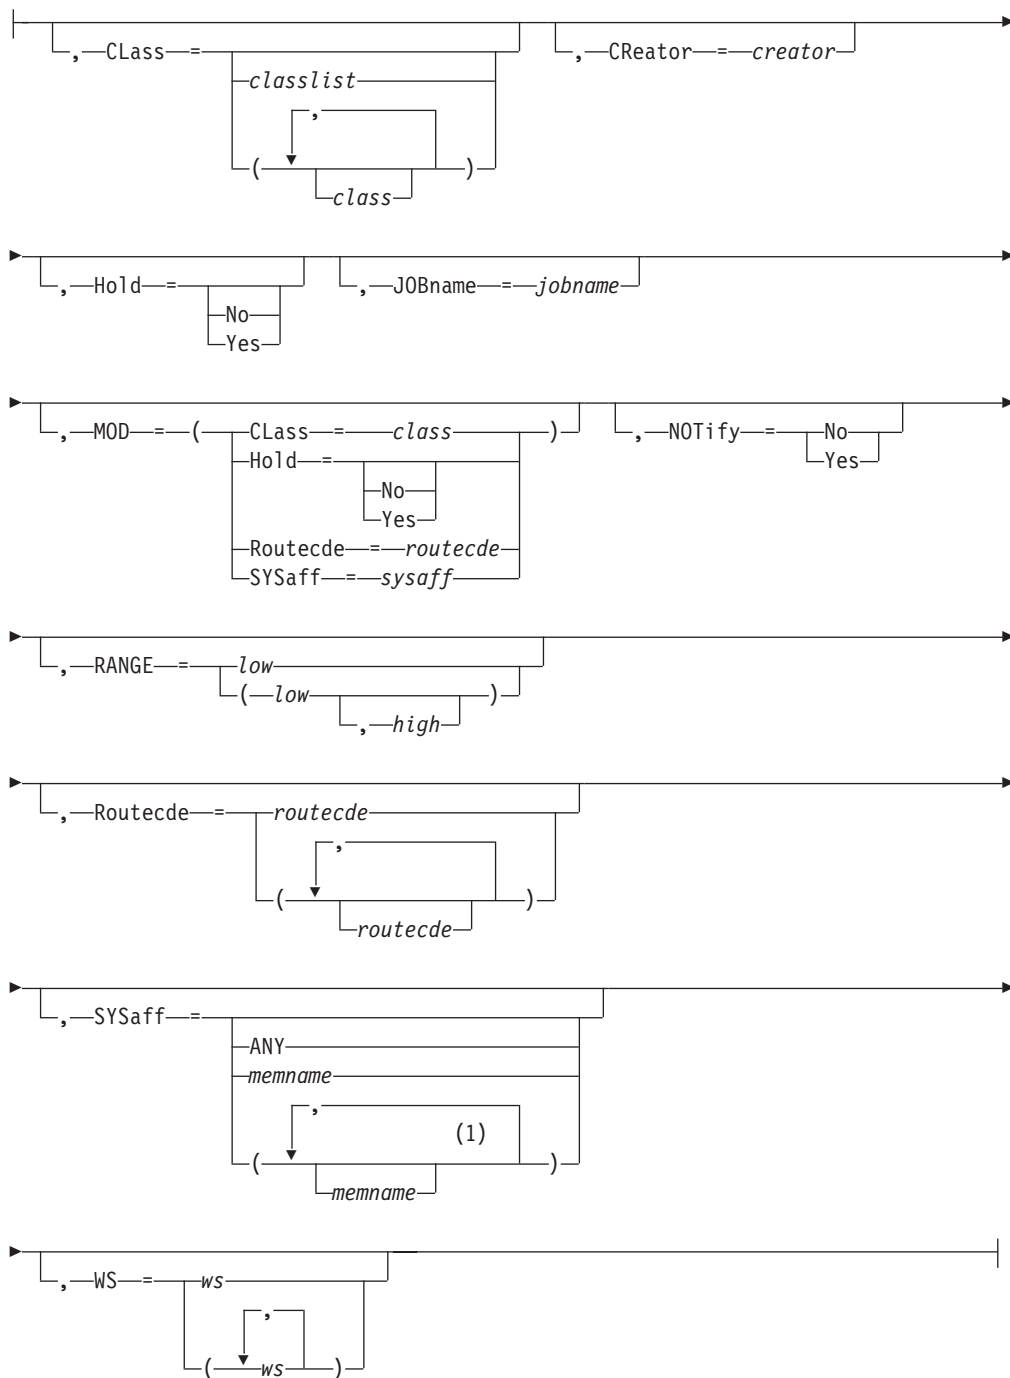 , CLass = , CReator = creator
classlist
,
( )
class
, Hold = , JOBname = jobname
No
Yes
, MOD = ( CLass = class ) , NOTify = No
Hold = Yes
No
Yes
Routecde = routecde
SYSaff = sysaff
, RANGE = low
( low )
, high
, Routecde = routecde
,
( )
routecde
, SYSaff =
ANY
memname
,
(1)
( )
memname
, WS = ws
,
( ws )